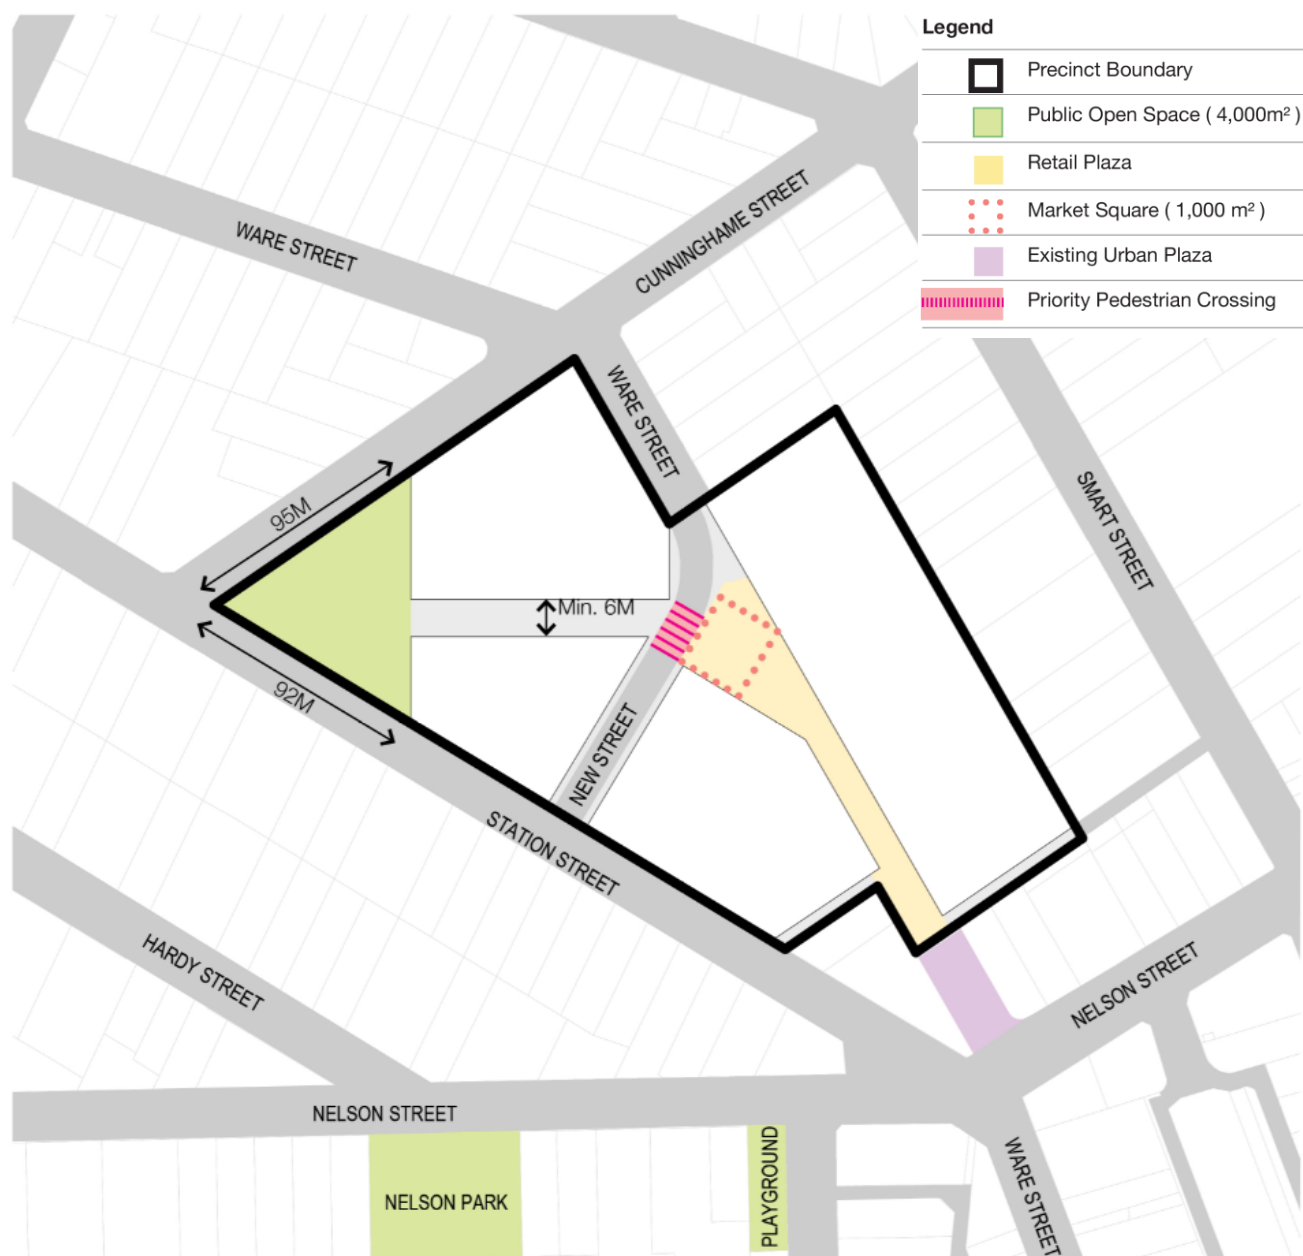 Legend
Precinct Boundary
Public Open Space ( 4,000m² )
Retail Plaza
Market Square ( 1,000 m² )
Existing Urban Plaza
Priority Pedestrian Crossing
WARE STREET
CUNNINGHAME STREET
WARE STREET
SMART STREET
95M
Min. 6M
92M
NEW STREET
STATION STREET
HARDY STREET
NELSON STREET
NELSON STREET
NELSON PARK
PLAYGROUND
WARE STREET